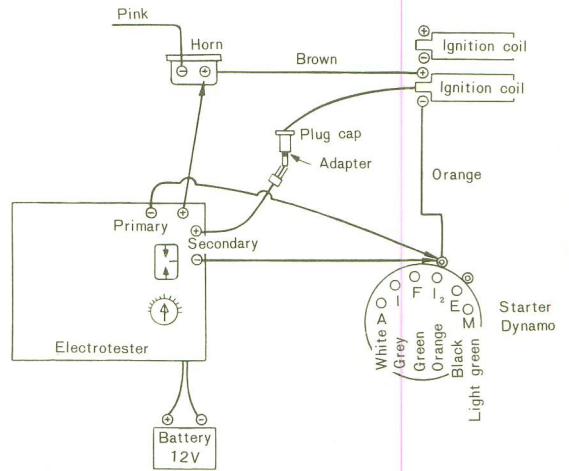 Pink
Horn
Brown
Ignition coil
Ignition coil
Plug cap
Adapter
Orange
Primary
Secondary
Electrotester
Battery
12V
A
I
F
I2
E
M
White
Grey
Green
Orange
Black
Light green
Starter
Dynamo